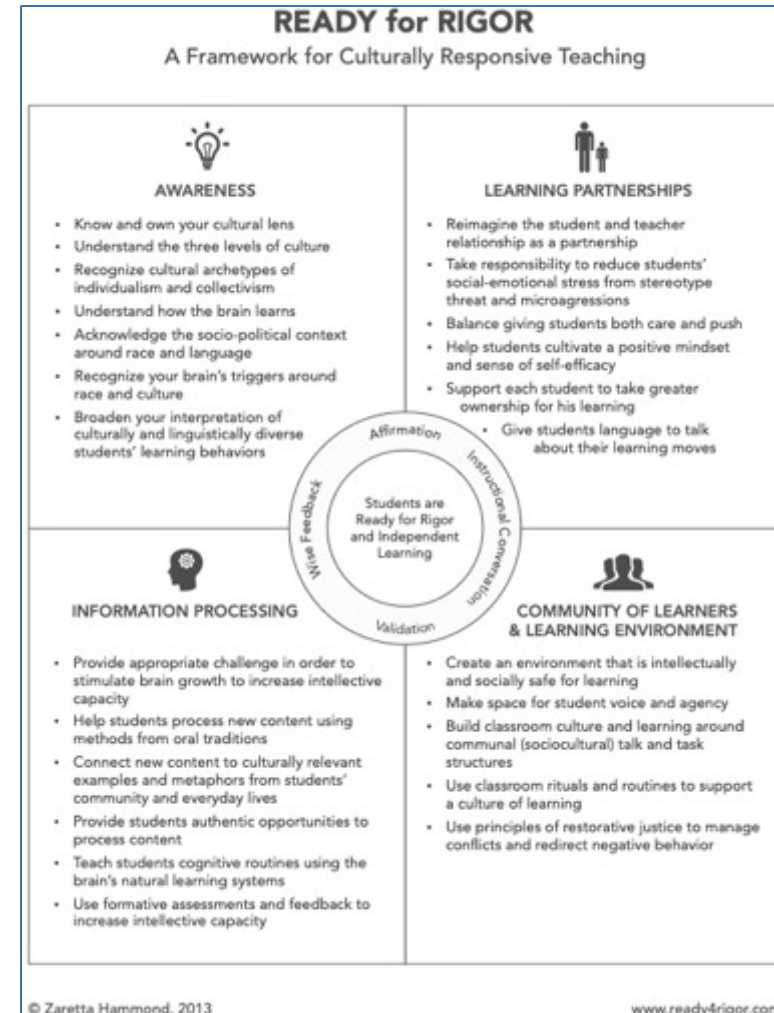 READY for RIGOR
A Framework for Culturally Responsive Teaching
AWARENESS
• Know and own your cultural lens
• Understand the three levels of culture
• Recognize cultural archetypes of
individualism and collectivism
• Understand how the brain learns
• Acknowledge the socio-political context
around race and language
• Recognize your brain's triggers around
race and culture
• Broaden your interpretation of
culturally and linguistically diverse
students' learning behaviors
LEARNING PARTNERSHIPS
• Reimagine the student and teacher
relationship as a partnership
• Take responsibility to reduce students'
social-emotional stress from stereotype
threat and microagressions
• Balance giving students both care and push
• Help students cultivate a positive mindset
and sense of self-efficacy
• Support each student to take greater
ownership for his learning
• Give students language to talk
about their learning moves
Affirmation
Instructional Conversation
Validation
Wise Feedback
Students are
Ready for Rigor
and Independent
Learning
INFORMATION PROCESSING
• Provide appropriate challenge in order to
stimulate brain growth to increase intellective
capacity
• Help students process new content using
methods from oral traditions
• Connect new content to culturally relevant
examples and metaphors from students'
community and everyday lives
• Provide students authentic opportunities to
process content
• Teach students cognitive routines using the
brain's natural learning systems
• Use formative assessments and feedback to
increase intellective capacity
COMMUNITY OF LEARNERS
& LEARNING ENVIRONMENT
• Create an environment that is intellectually
and socially safe for learning
• Make space for student voice and agency
• Build classroom culture and learning around
communal (sociocultural) talk and task
structures
• Use classroom rituals and routines to support
a culture of learning
• Use principles of restorative justice to manage
conflicts and redirect negative behavior
© Zaretta Hammond, 2013
www.ready4rigor.com